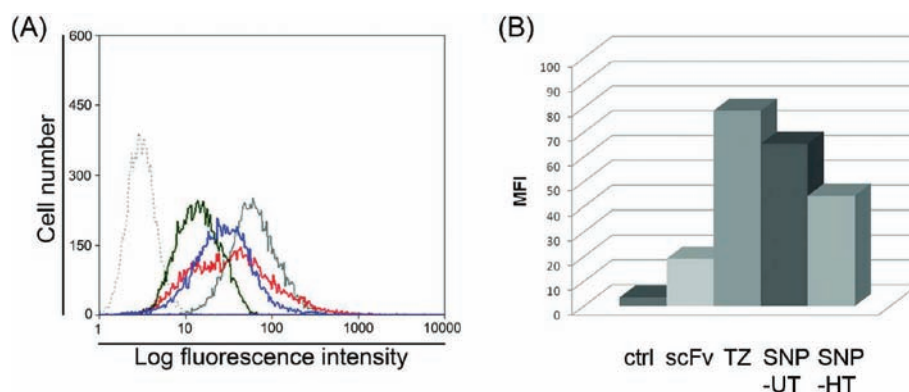 (A)
600
450
300
150
0
Cell number
1 10 100 1000 10000
Log fluorescence intensity
(B)
100
90
80
70
60
50
40
30
20
10
0
MFI
ctrl scFv TZ SNP SNP
-UT -HT